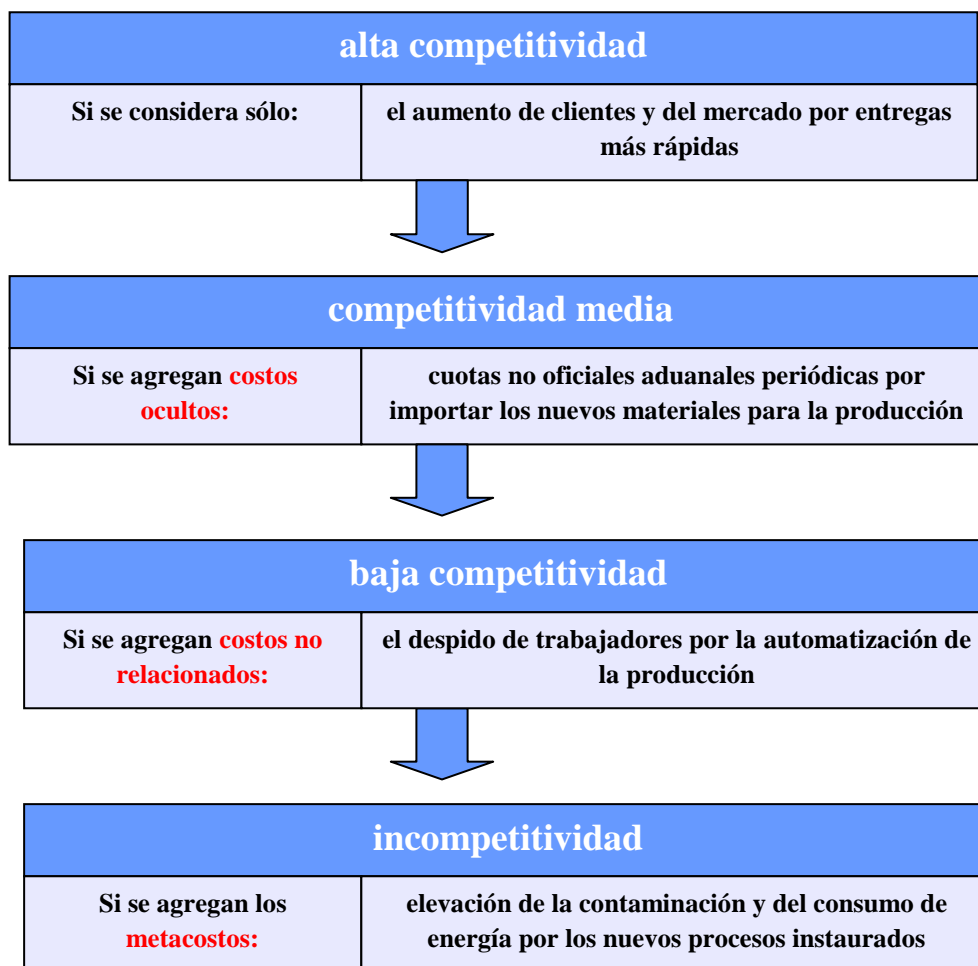 alta competitividad
Si se considera sólo:
el aumento de clientes y del mercado por entregas
más rápidas
competitividad media
Si se agregan costos
ocultos:
cuotas no oficiales aduanales periódicas por
importar los nuevos materiales para la producción
baja competitividad
Si se agregan costos no
relacionados:
el despido de trabajadores por la automatización de
la producción
incompetitividad
Si se agregan los
metacostos:
elevación de la contaminación y del consumo de
energía por los nuevos procesos instaurados